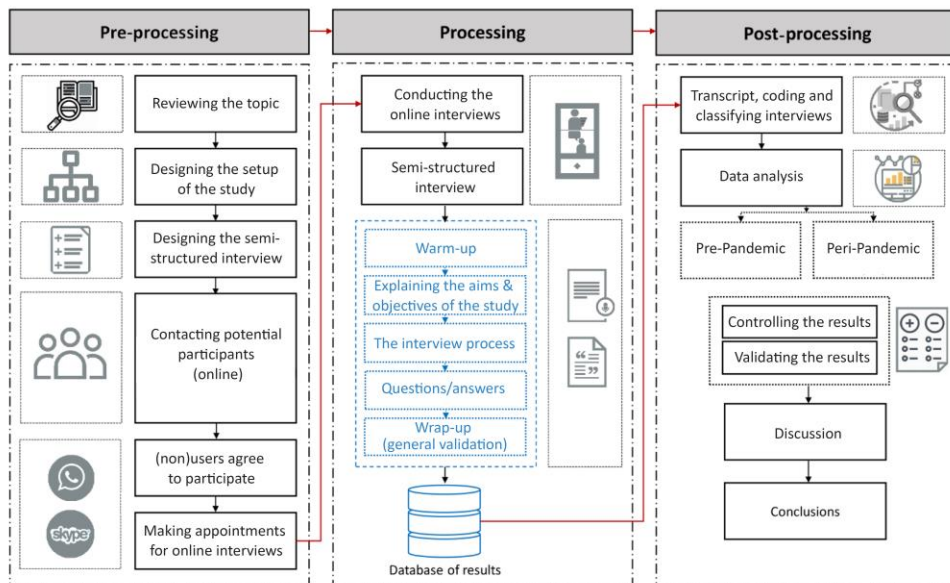 Pre-processing
Processing
Post-processing
Reviewing the topic
Designing the setup
of the study
Designing the semi-
structured interview
Contacting potential
participants
(online)
(non)users agree
to participate
Making appointments
for online interviews
skype
Conducting the
online interviews
Semi-structured
interview
Warm-up
Explaining the aims &
objectives of the study
The interview process
Questions/answers
Wrap-up
(general validation)
Database of results
Transcript, coding and
classifying interviews
Data analysis
Pre-Pandemic
Peri-Pandemic
Controlling the results
Validating the results
Discussion
Conclusions